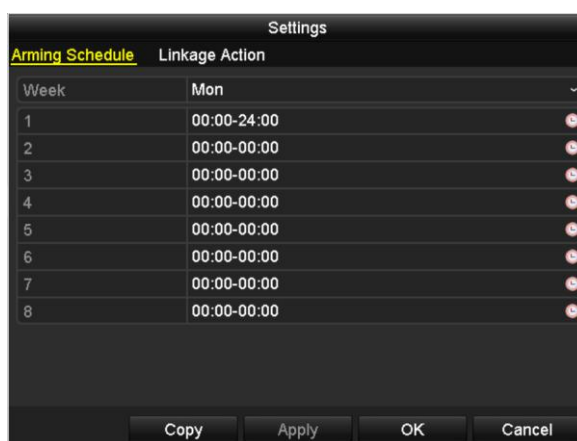 Settings
Arming Schedule Linkage Action
Week Mon
1 00:00-24:00
2 00:00-00:00
3 00:00-00:00
4 00:00-00:00
5 00:00-00:00
6 00:00-00:00
7 00:00-00:00
8 00:00-00:00
Copy Apply OK Cancel